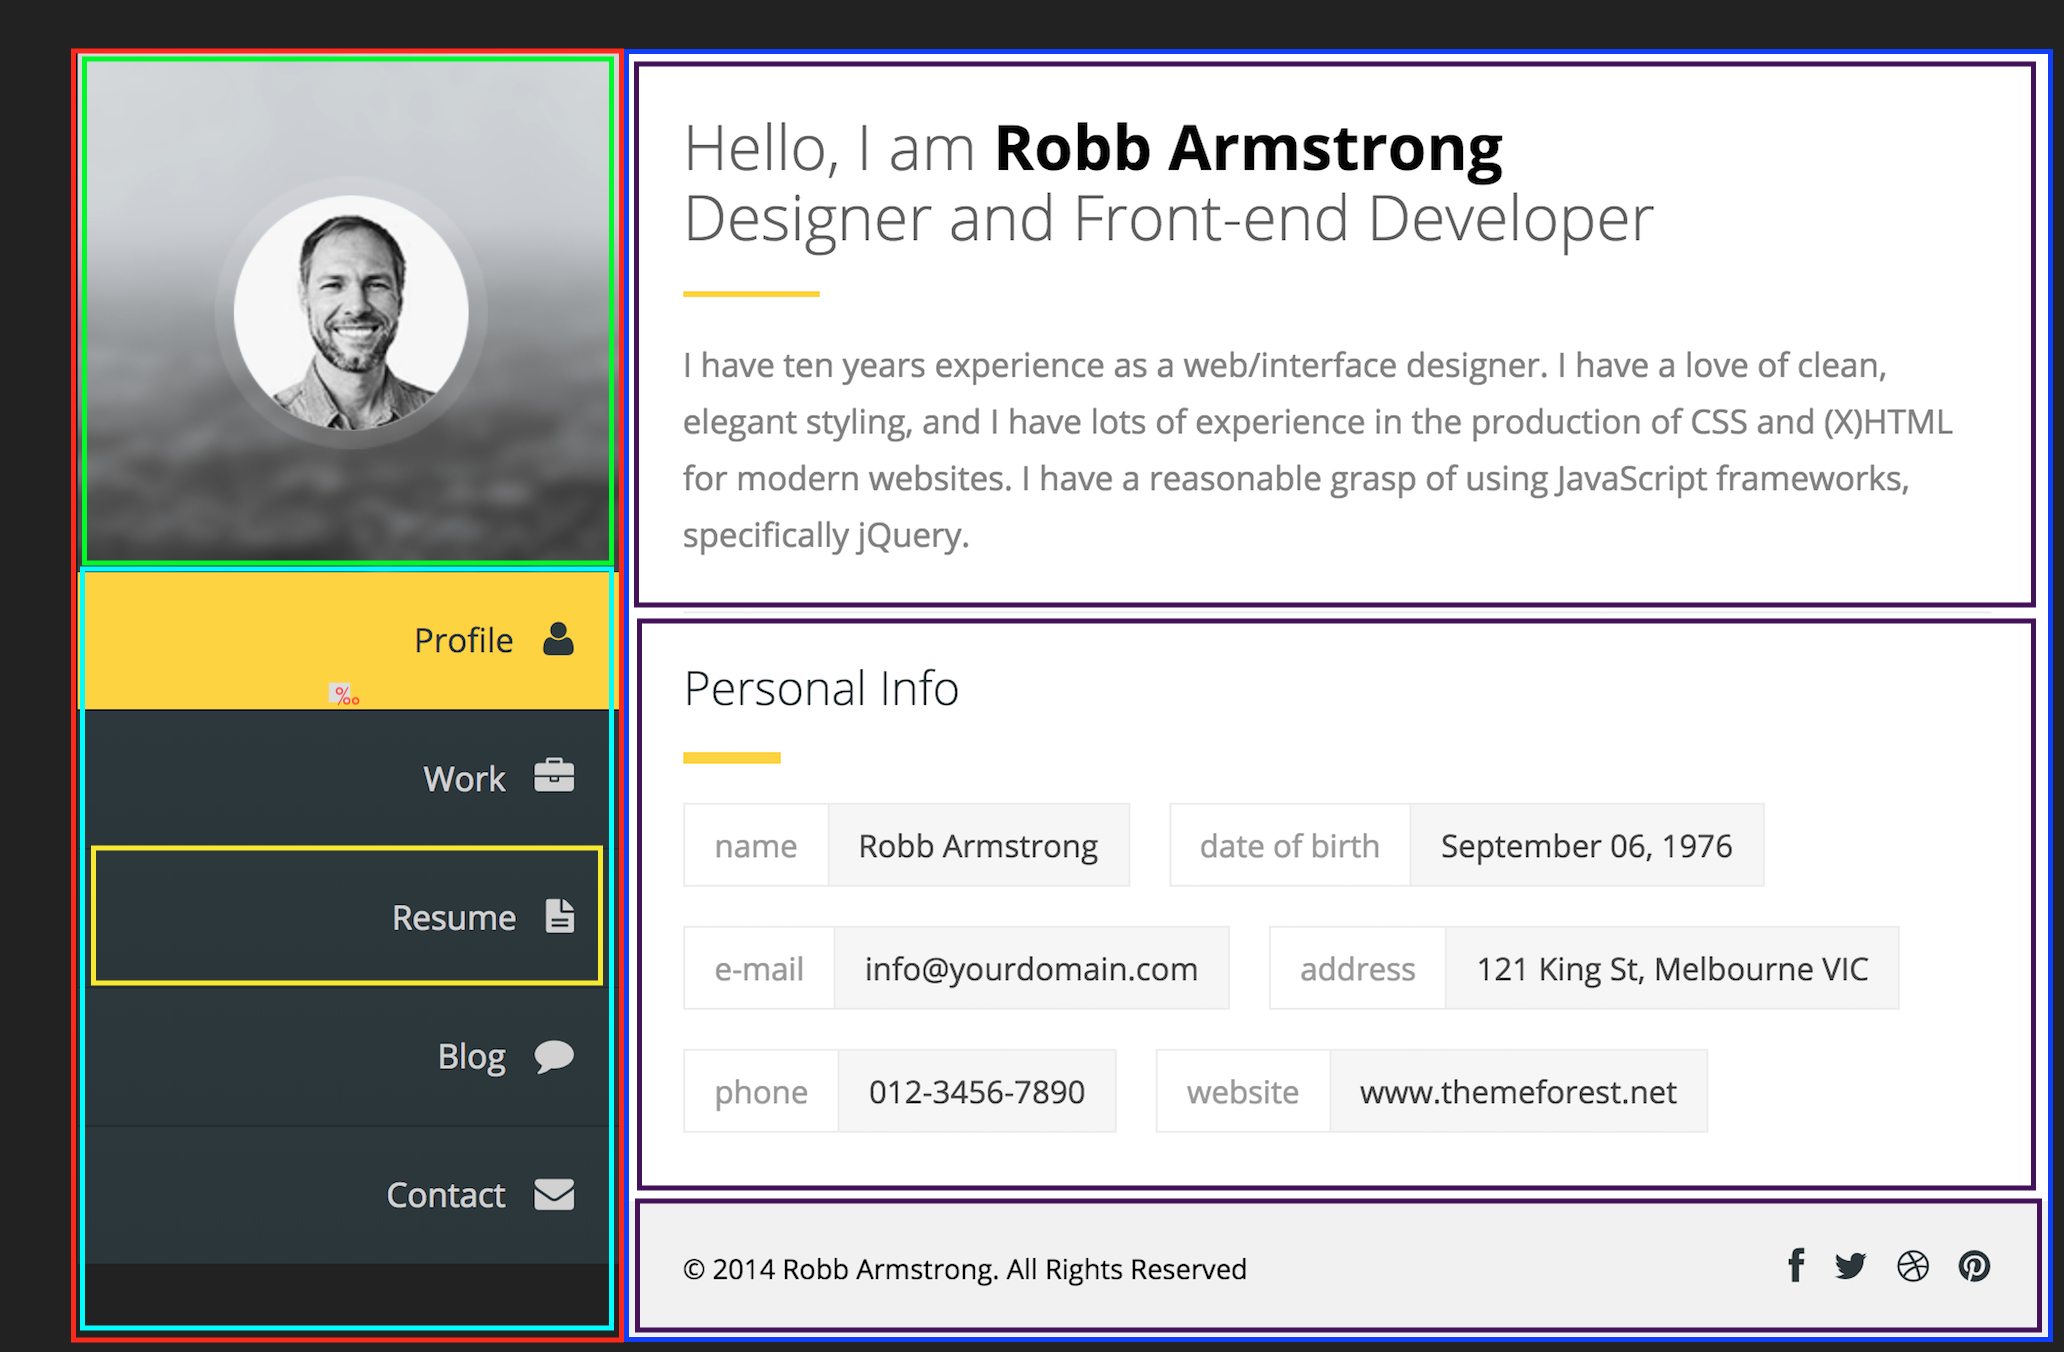 Profile
‰
Work
Resume
Blog
Contact
Hello, I am Robb Armstrong
Designer and Front-end Developer
I have ten years experience as a web/interface designer. I have a love of clean,
elegant styling, and I have lots of experience in the production of CSS and (X)HTML
for modern websites. I have a reasonable grasp of using JavaScript frameworks,
specifically jQuery.
Personal Info
name Robb Armstrong date of birth September 06, 1976
e-mail info@yourdomain.com address 121 King St, Melbourne VIC
phone 012-3456-7890 website www.themeforest.net
© 2014 Robb Armstrong. All Rights Reserved